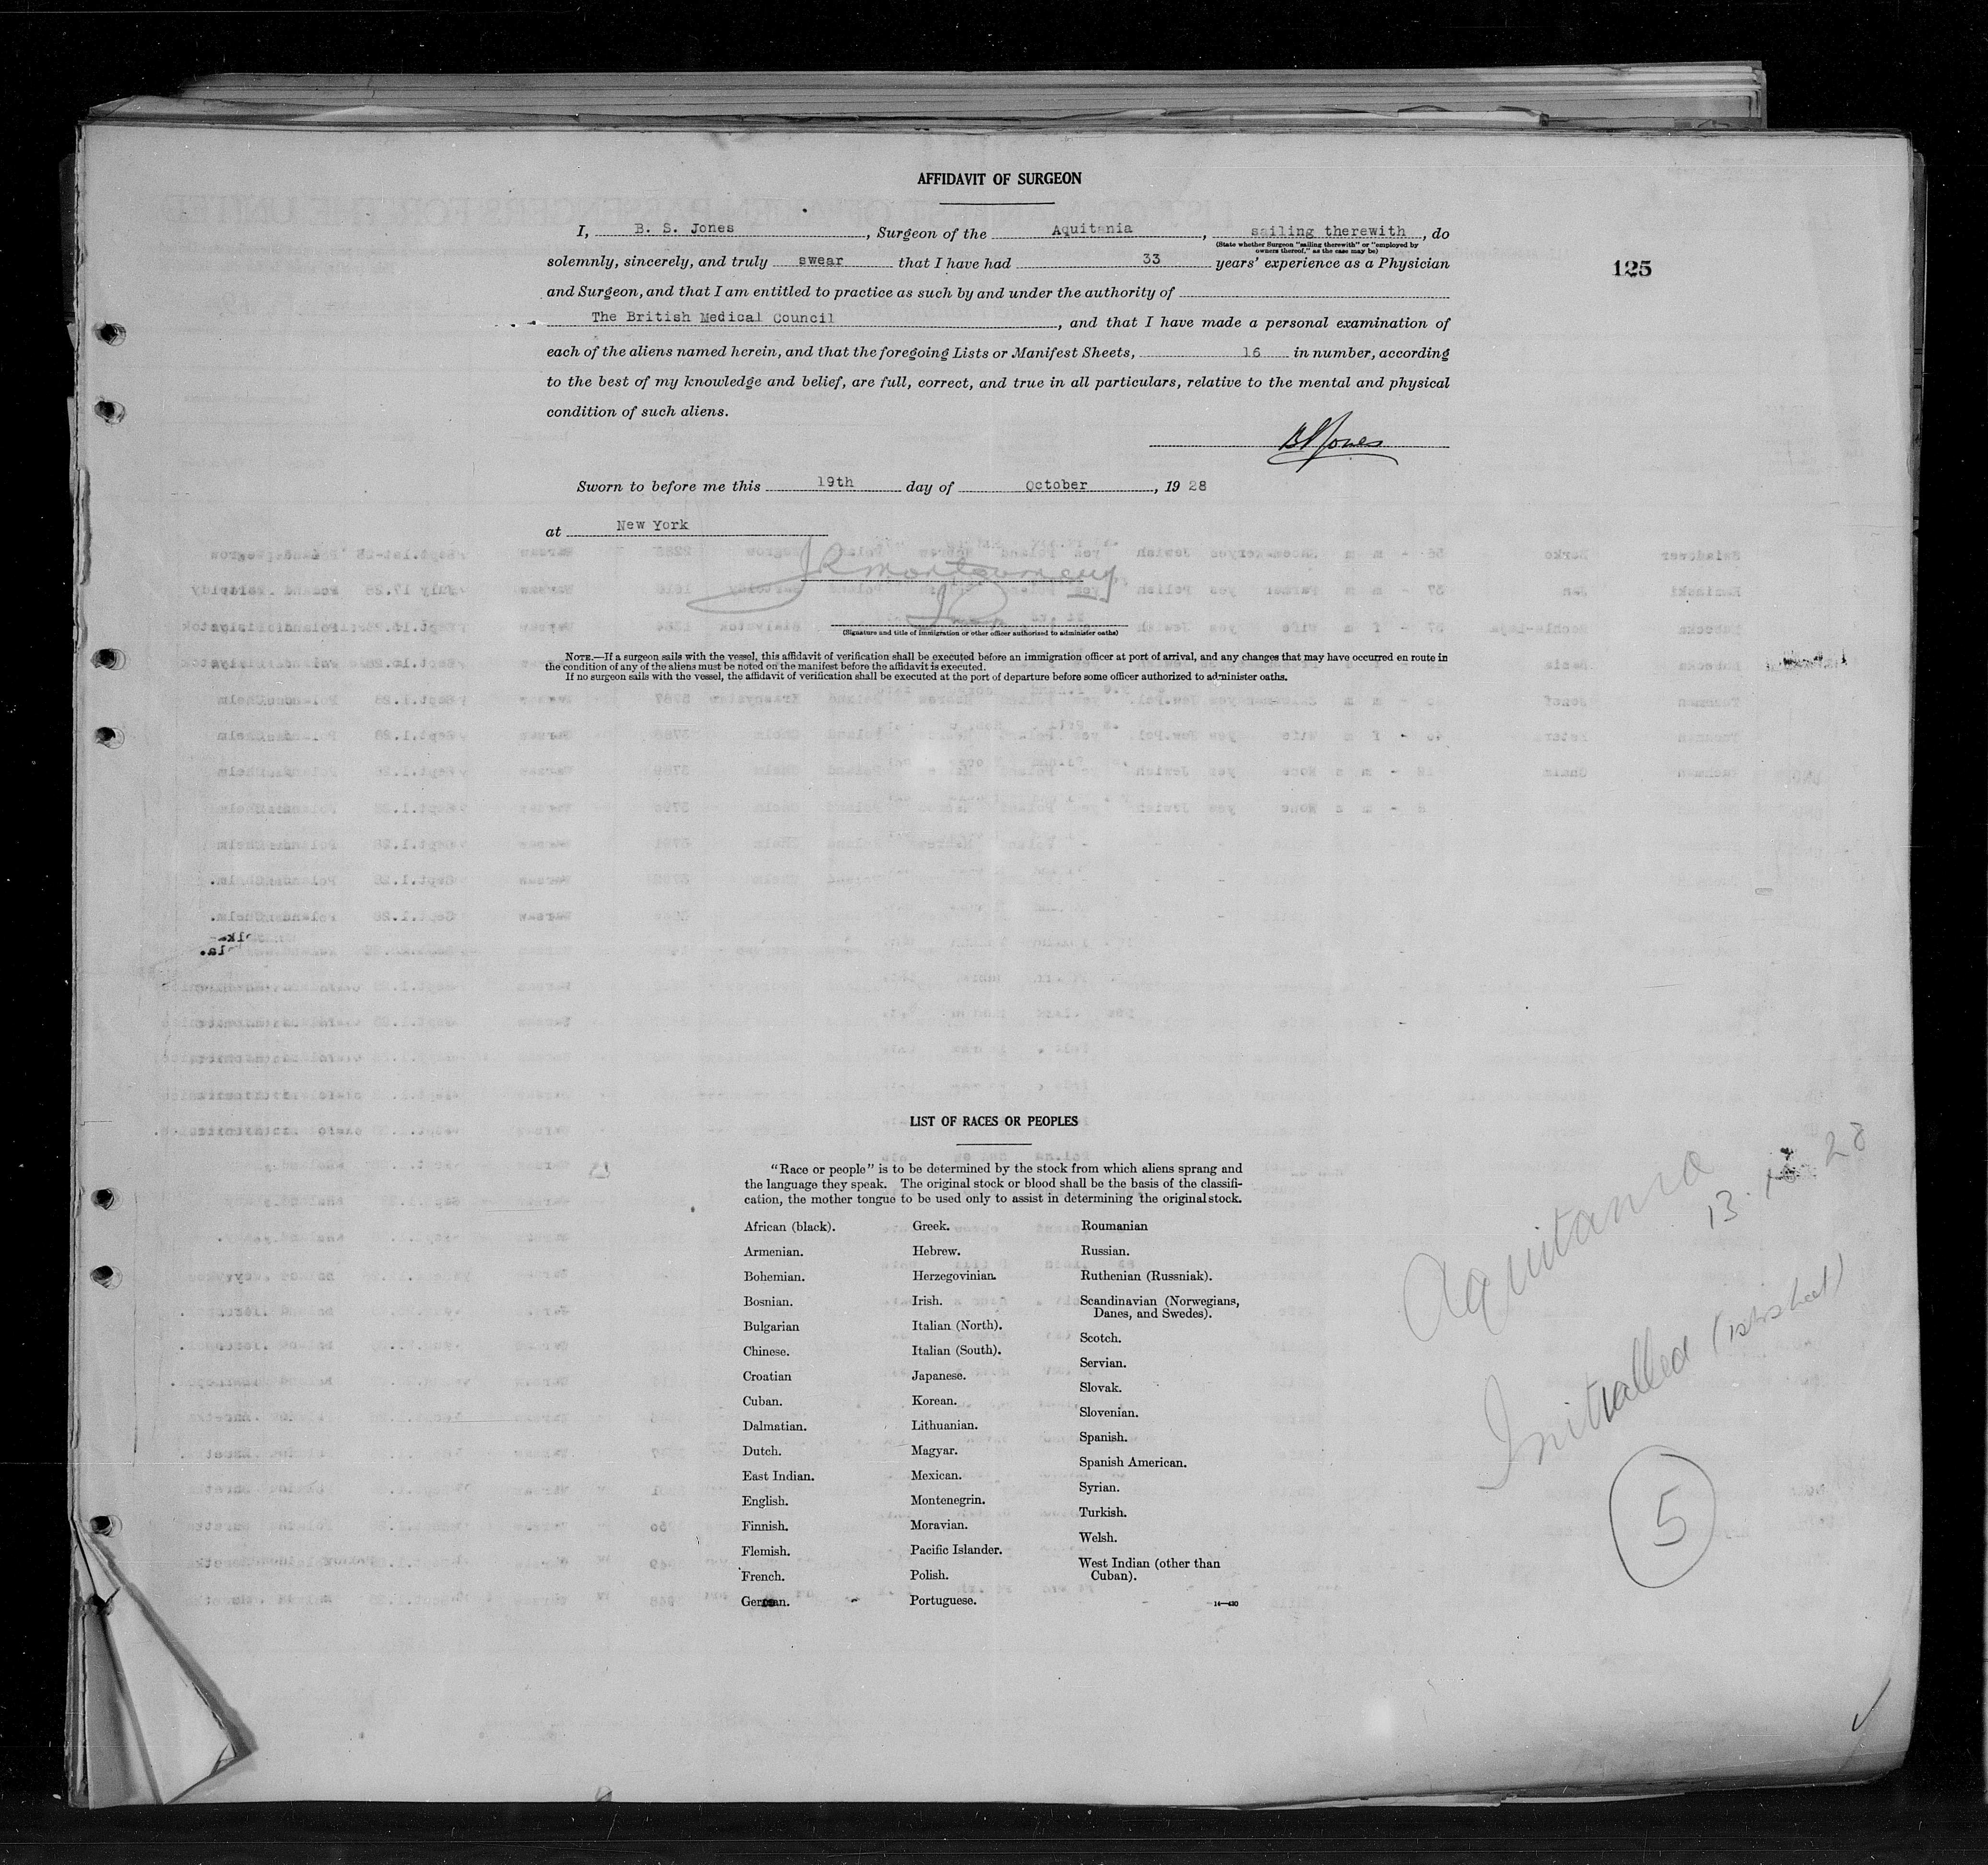 AFFIDAVIT OF SURGEON
125
I, B. S. Jones, Surgeon of the Aquitania, sailing therewith, do
(State whether Surgeon "sailing therewith" or "employed by
owners thereof," as the case may be)
solemnly, sincerely, and truly swear that I have had 33 years' experience as a Physician
and Surgeon, and that I am entitled to practice as such by and under the authority of
The British Medical Council, and that I have made a personal examination of
each of the aliens named herein, and that the foregoing Lists or Manifest Sheets, 16 in number, according
to the best of my knowledge and belief, are full, correct, and true in all particulars, relative to the mental and physical
condition of such aliens.
BSJones
Sworn to before me this 19th day of October, 19 28
at New York
JRMontgomery
(Signature and title of immigration or other officer authorized to administer oaths)
NOTE.—If a surgeon sails with the vessel, this affidavit of verification shall be executed before an immigration officer at port of arrival, and any changes that may have occurred en route in
the condition of any of the aliens must be noted on the manifest before the affidavit is executed.
If no surgeon sails with the vessel, the affidavit of verification shall be executed at the port of departure before some officer authorized to administer oaths.
LIST OF RACES OR PEOPLES
"Race or people" is to be determined by the stock from which aliens sprang and
the language they speak. The original stock or blood shall be the basis of the classifi-
cation, the mother tongue to be used only to assist in determining the original stock.
African (black).
Armenian.
Bohemian.
Bosnian.
Bulgarian
Chinese.
Croatian
Cuban.
Dalmatian.
Dutch.
East Indian.
English.
Finnish.
Flemish.
French.
German.
Greek.
Hebrew.
Herzegovinian.
Irish.
Italian (North).
Italian (South).
Japanese.
Korean.
Lithuanian.
Magyar.
Mexican.
Montenegrin.
Moravian.
Pacific Islander.
Polish.
Portuguese.
Roumanian
Russian.
Ruthenian (Russniak).
Scandinavian (Norwegians,
Danes, and Swedes).
Scotch.
Servian.
Slovak.
Slovenian.
Spanish.
Spanish American.
Syrian.
Turkish.
Welsh.
West Indian (other than
Cuban).
14—430
Aquitania
13 10 28
Initialled (1st sheet)
5